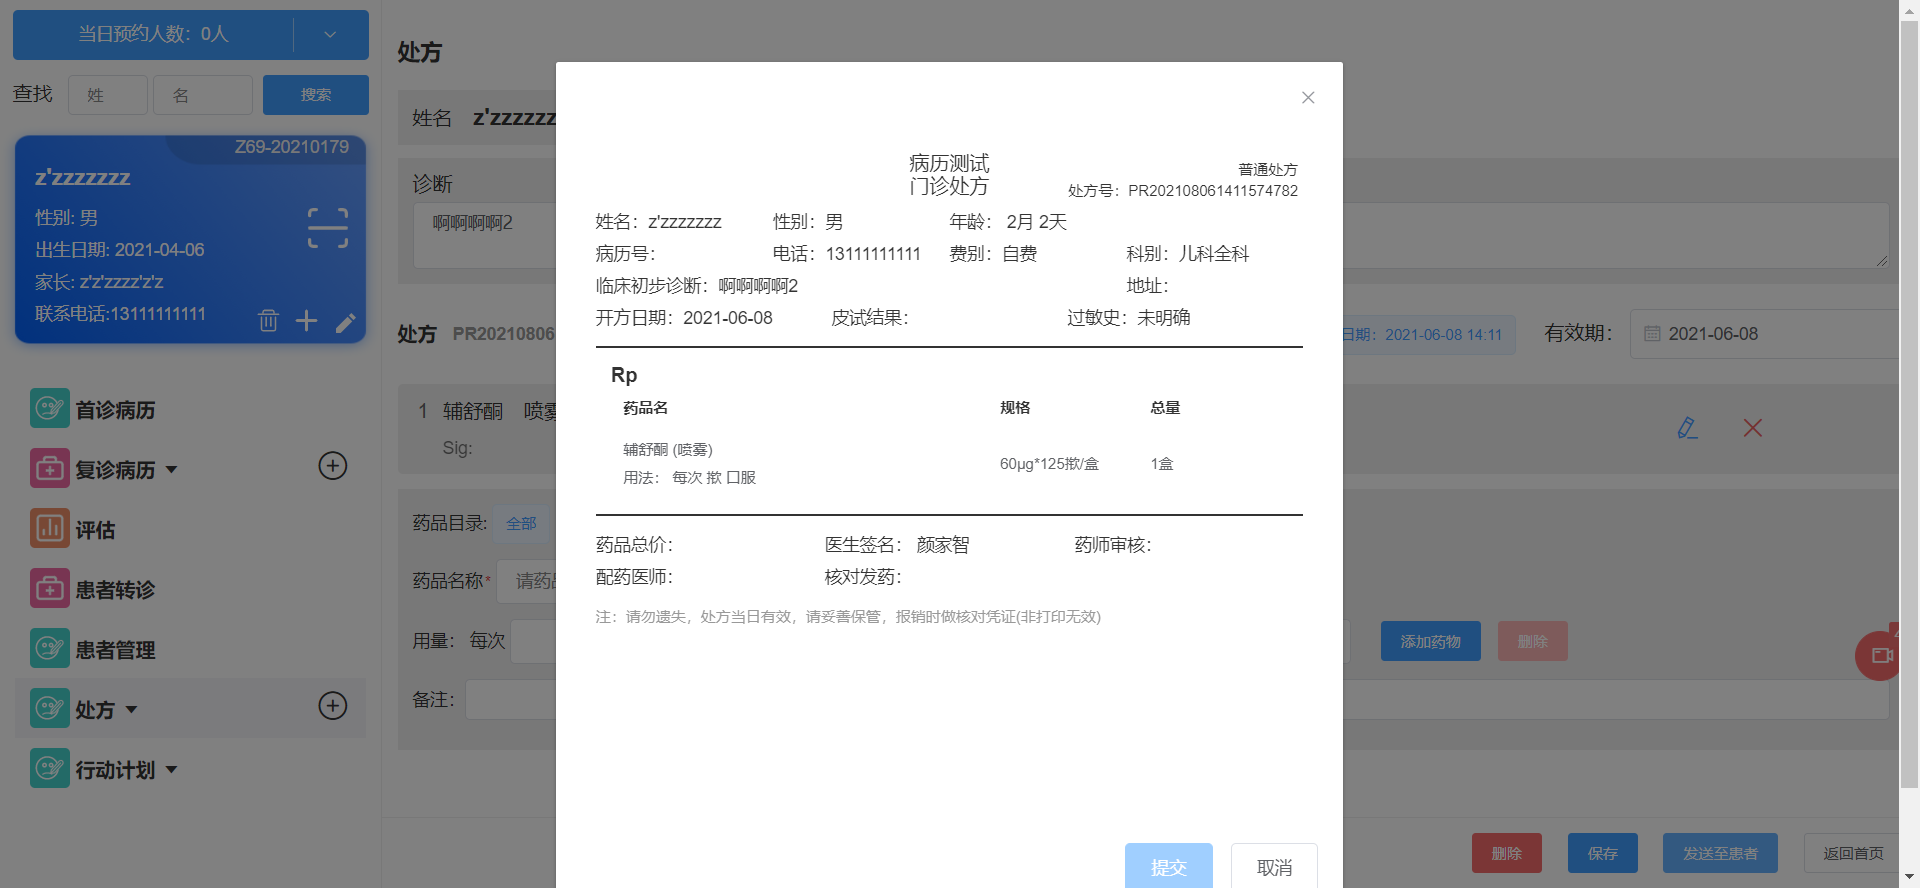 当日预约人数：0人
查找 姓 名 搜索
Z69-20210179
z'zzzzzzz
性别: 男
出生日期: 2021-04-06
家长: z'z'zzzz'z'z
联系电话:13111111111
首诊病历
复诊病历
评估
患者转诊
患者管理
处方
行动计划
处方
姓名 z'zzzzzz
诊断
啊啊啊啊2
处方 PR20210806
日期：2021-06-08 14:11 有效期： 2021-06-08
1 辅舒酮 喷雾
Sig:
药品目录: 全部
药品名称* 请药
用量： 每次
添加药物 删除
备注：
删除 保存 发送至患者 返回首页
病历测试
门诊处方
普通处方
处方号：PR202108061411574782
姓名：z'zzzzzzz 性别：男 年龄： 2月 2天
病历号： 电话：13111111111 费别：自费 科别：儿科全科
临床初步诊断：啊啊啊啊2 地址：
开方日期：2021-06-08 皮试结果： 过敏史：未明确
Rp
药品名 规格 总量
辅舒酮 (喷雾)
用法： 每次 揿 口服
60μg*125揿/盒 1盒
药品总价： 医生签名： 颜家智 药师审核：
配药医师： 核对发药：
注：请勿遗失，处方当日有效，请妥善保管，报销时做核对凭证(非打印无效)
提交 取消